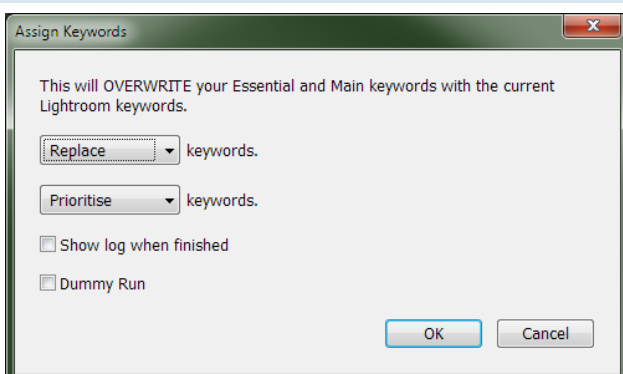 Assign Keywords
This will OVERWRITE your Essential and Main keywords with the current
Lightroom keywords.
Replace keywords.
Prioritise keywords.
Show log when finished
Dummy Run
OK Cancel